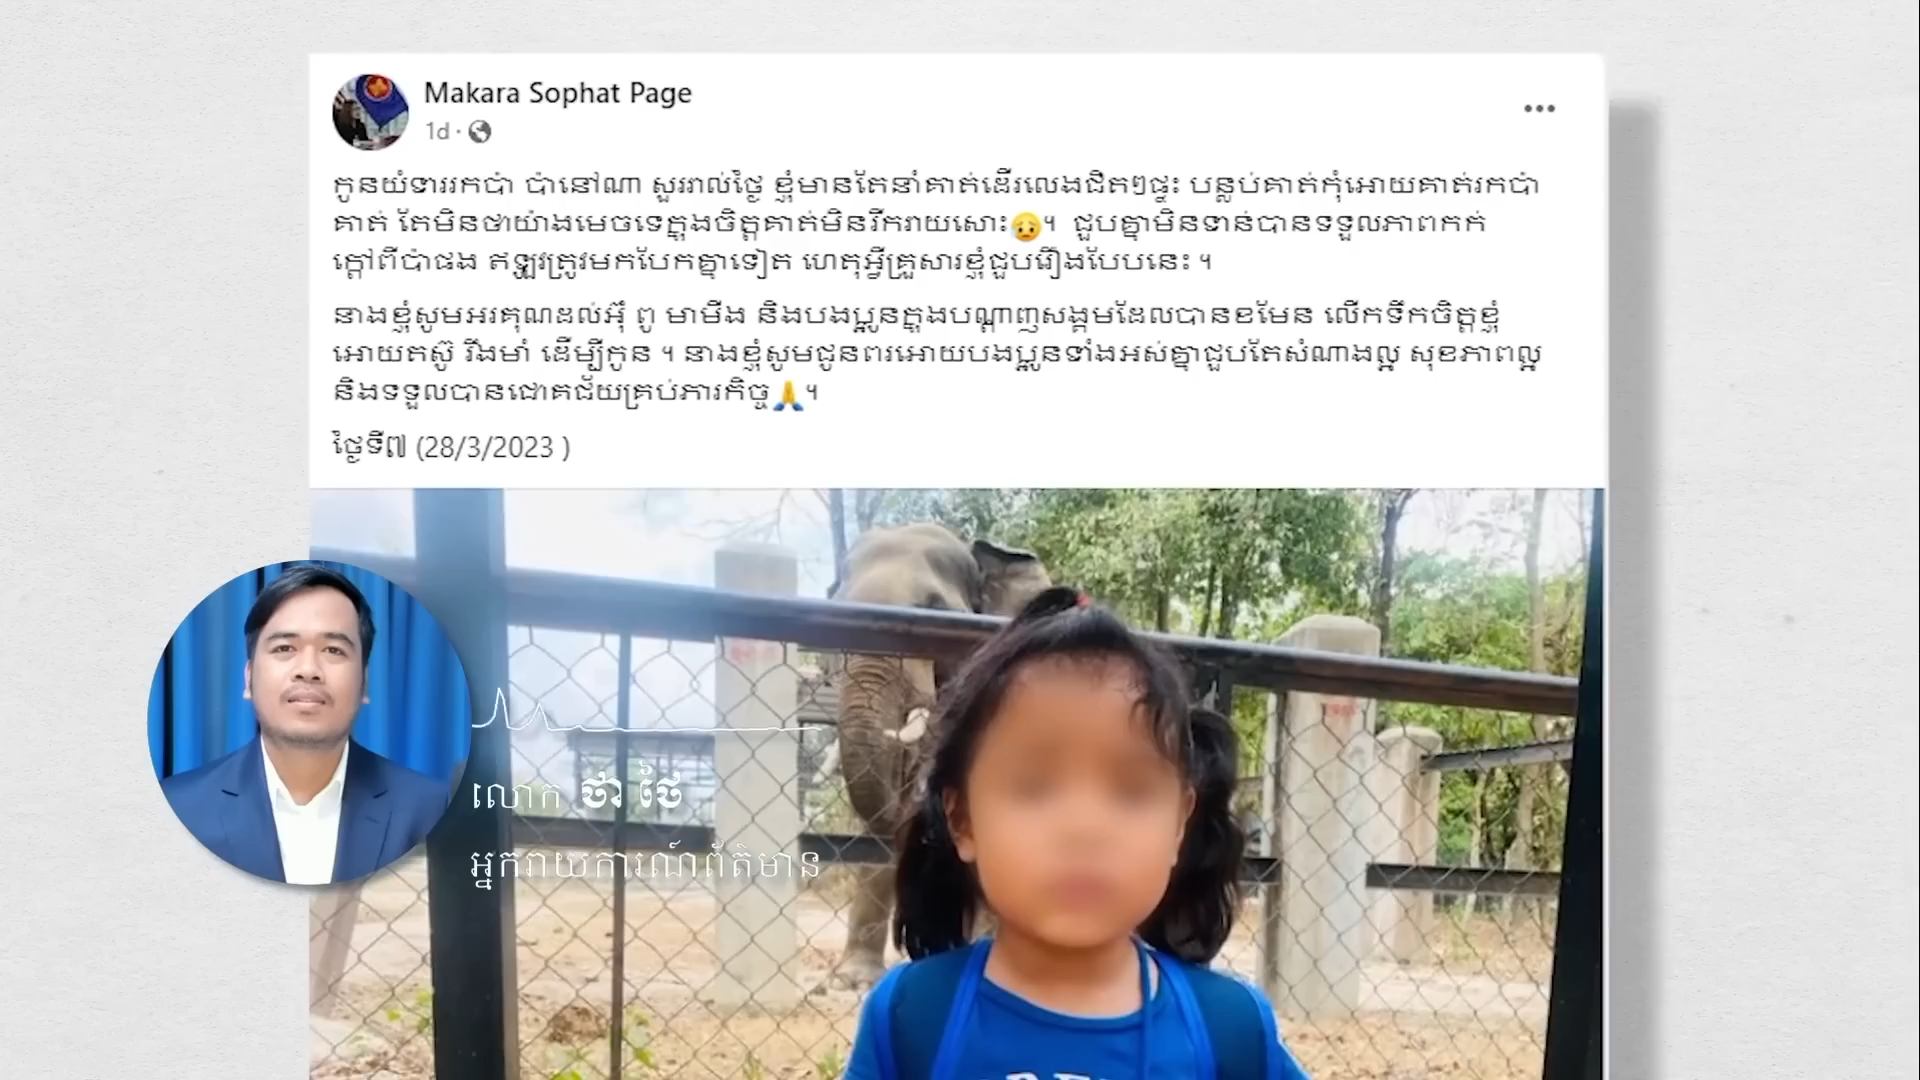 Makara Sophat Page
1d ·
កូនយំទាររកប៉ា ប៉ានៅណា សួររាល់ថ្ងៃ ខ្ញុំមានតែនាំគាត់ដើរលេងជិតៗផ្ទះ បន្លប់គាត់កុំអោយគាត់រកប៉ា
គាត់ តែមិនថាយ៉ាងមេចទេក្នុងចិត្តគាត់មិនរីករាយសោះ😥។ ជួបគ្នាមិនទាន់បានទទួលភាពកក់
ក្តៅពីប៉ាផង ឥឡូវត្រូវមកបែកគ្នាទៀត ហេតុអ្វីគ្រួសារខ្ញុំជួបរឿងបែបនេះ ។
នាងខ្ញុំសូមអរគុណដល់អ៊ុំ ពូ មាមីង និងបងប្អូនក្នុងបណ្តាញសង្គមដែលបានខមែន លើកទឹកចិត្តខ្ញុំ
អោយតស៊ូ រឹងមាំ ដើម្បីកូន ។ នាងខ្ញុំសូមជូនពរអោយបងប្អូនទាំងអស់គ្នាជួបតែសំណាងល្អ សុខភាពល្អ
និងទទួលបានជោគជ័យគ្រប់ភារកិច្ច🙏។
ថ្ងៃទី៧ (28/3/2023 )
លោក ថា ថៃ
អ្នករាយការណ៍ព័ត៌មាន